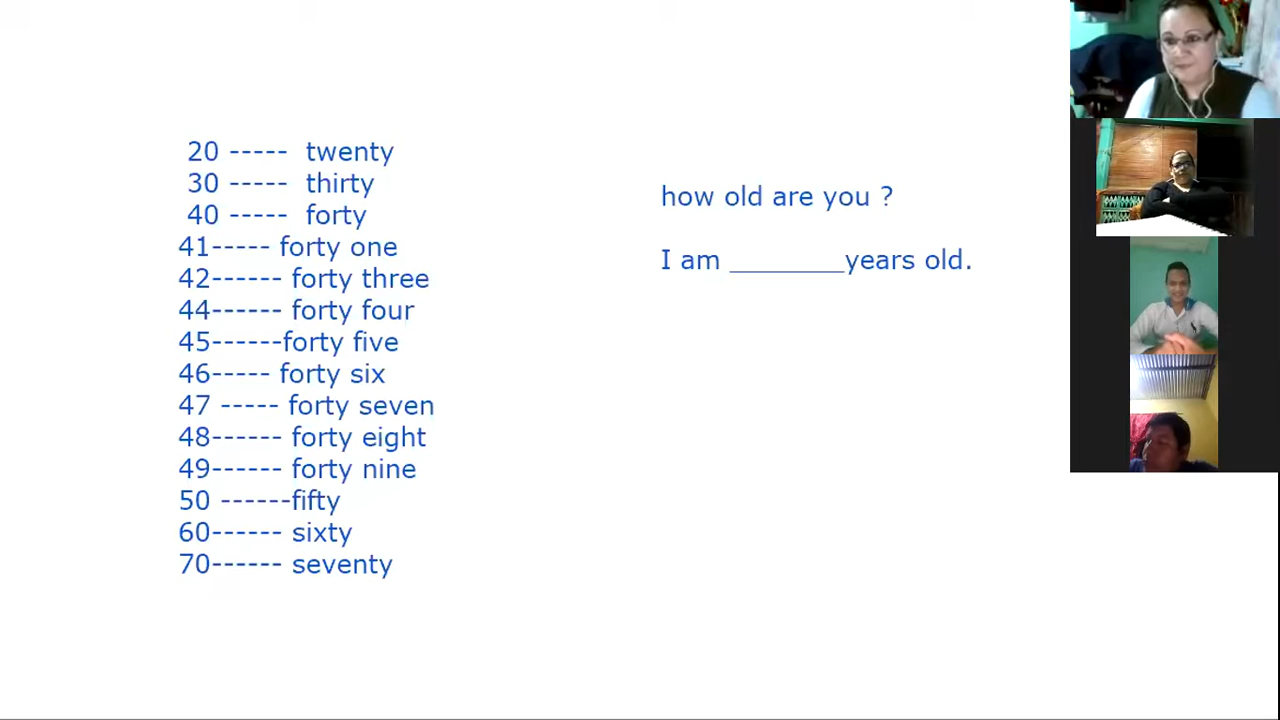 20 ----- twenty
30 ----- thirty
40 ----- forty
41----- forty one
42------ forty three
44------ forty four
45------forty five
46----- forty six
47 ----- forty seven
48------ forty eight
49------ forty nine
50 ------fifty
60------ sixty
70------ seventy
how old are you ?
I am ________years old.